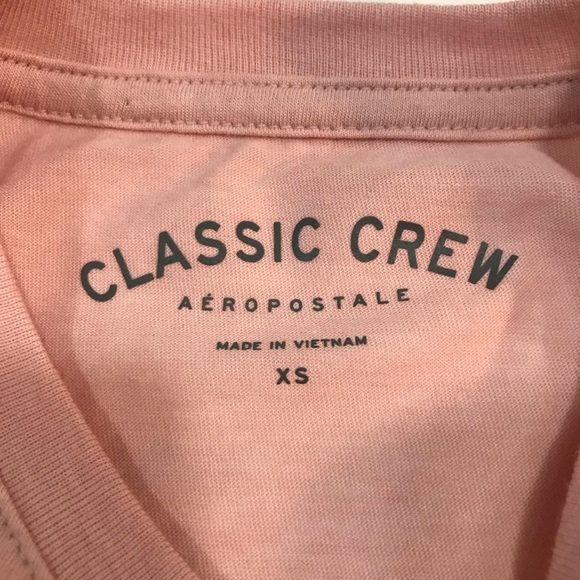 CLASSIC CREW
AÉROPOSTALE
MADE IN VIETNAM
XS